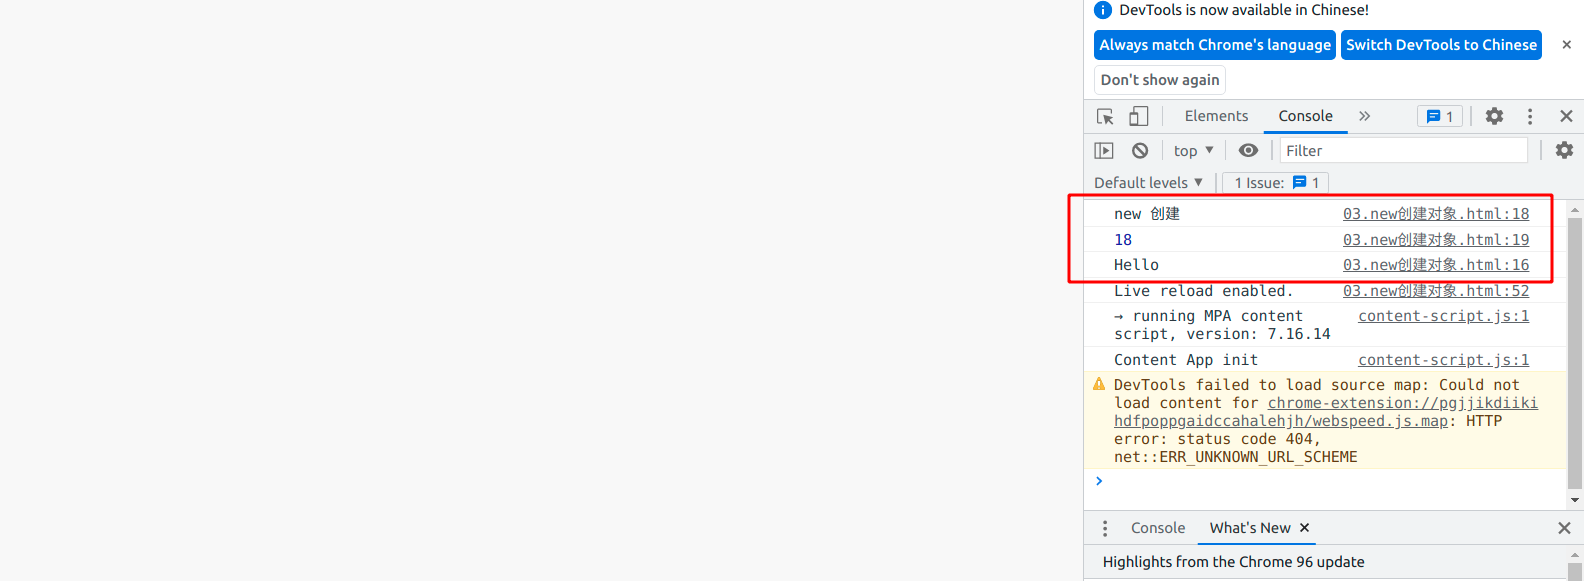 DevTools is now available in Chinese!
Always match Chrome's language Switch DevTools to Chinese
Don't show again
Elements Console 1
top Filter
Default levels 1 Issue: 1
new 创建 03.new创建对象.html:18
18 03.new创建对象.html:19
Hello 03.new创建对象.html:16
Live reload enabled. 03.new创建对象.html:52
→ running MPA content content-script.js:1
script, version: 7.16.14
Content App init content-script.js:1
DevTools failed to load source map: Could not
load content for chrome-extension://pgjjikdiiki
hdfpoppgaidccahalehjh/webspeed.js.map: HTTP
error: status code 404,
net::ERR_UNKNOWN_URL_SCHEME
Console What's New
Highlights from the Chrome 96 update